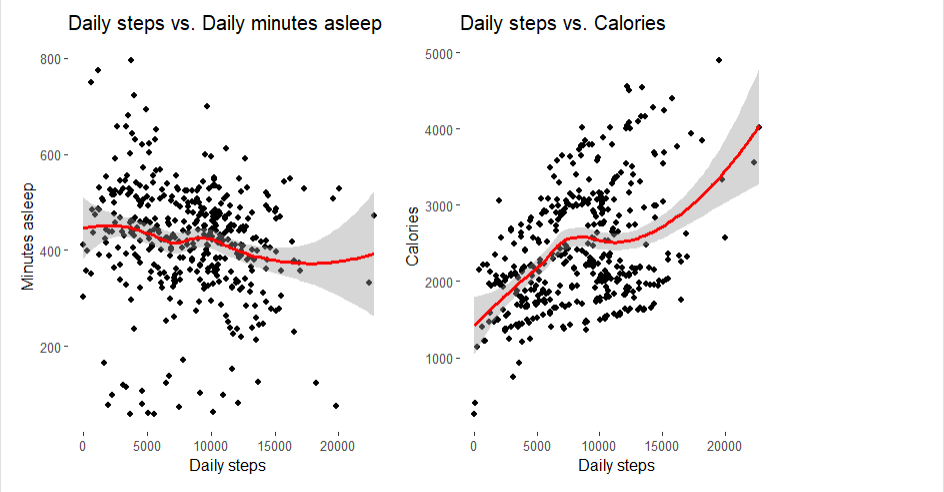 Daily steps vs. Daily minutes asleep
Minutes asleep
800
600
400
200
0 5000 10000 15000 20000
Daily steps
Daily steps vs. Calories
Calories
5000
4000
3000
2000
1000
0 5000 10000 15000 20000
Daily steps